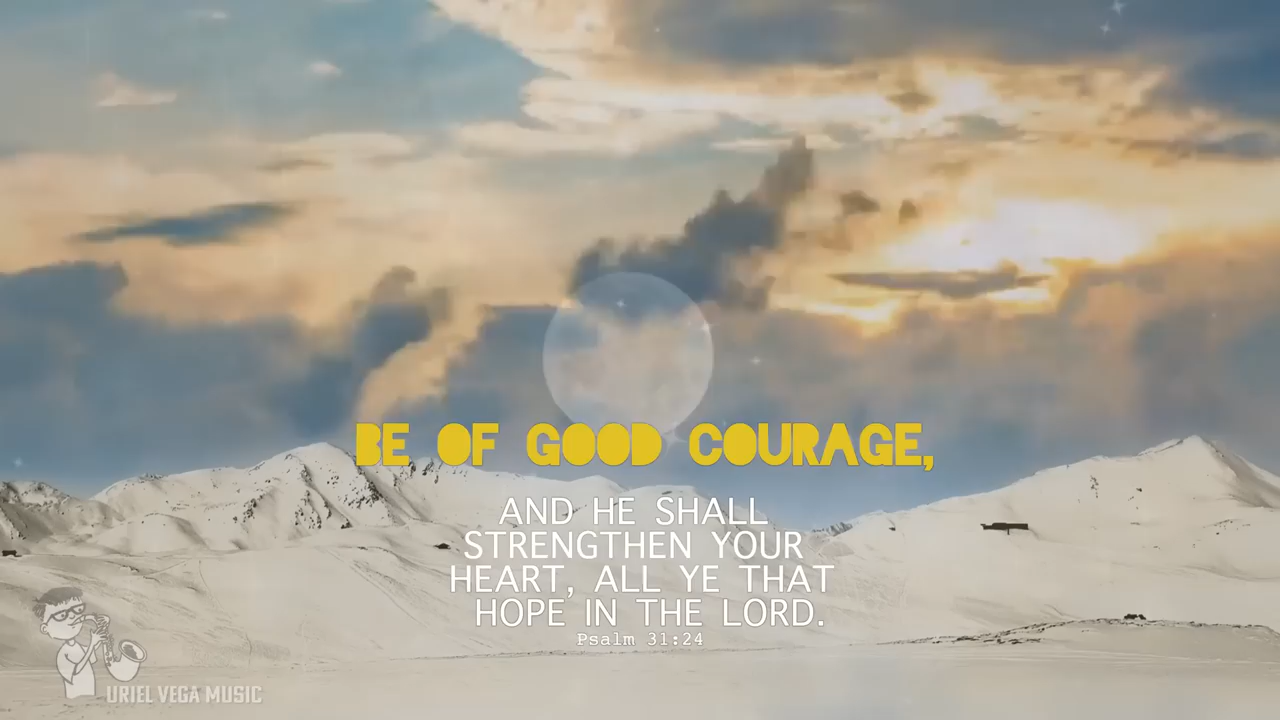 BE OF GOOD COURAGE,
AND HE SHALL
STRENGTHEN YOUR
HEART, ALL YE THAT
HOPE IN THE LORD.
Psalm 31:24
URIEL VEGA MUSIC